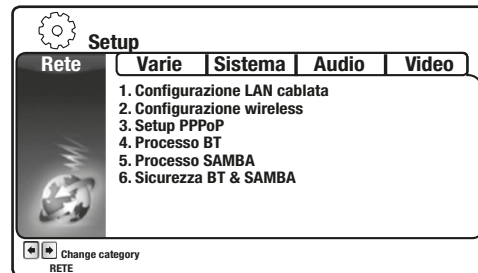 Setup
Rete Varie Sistema Audio Video
1. Configurazione LAN cablata
2. Configurazione wireless
3. Setup PPPoP
4. Processo BT
5. Processo SAMBA
6. Sicurezza BT & SAMBA
Change category
RETE